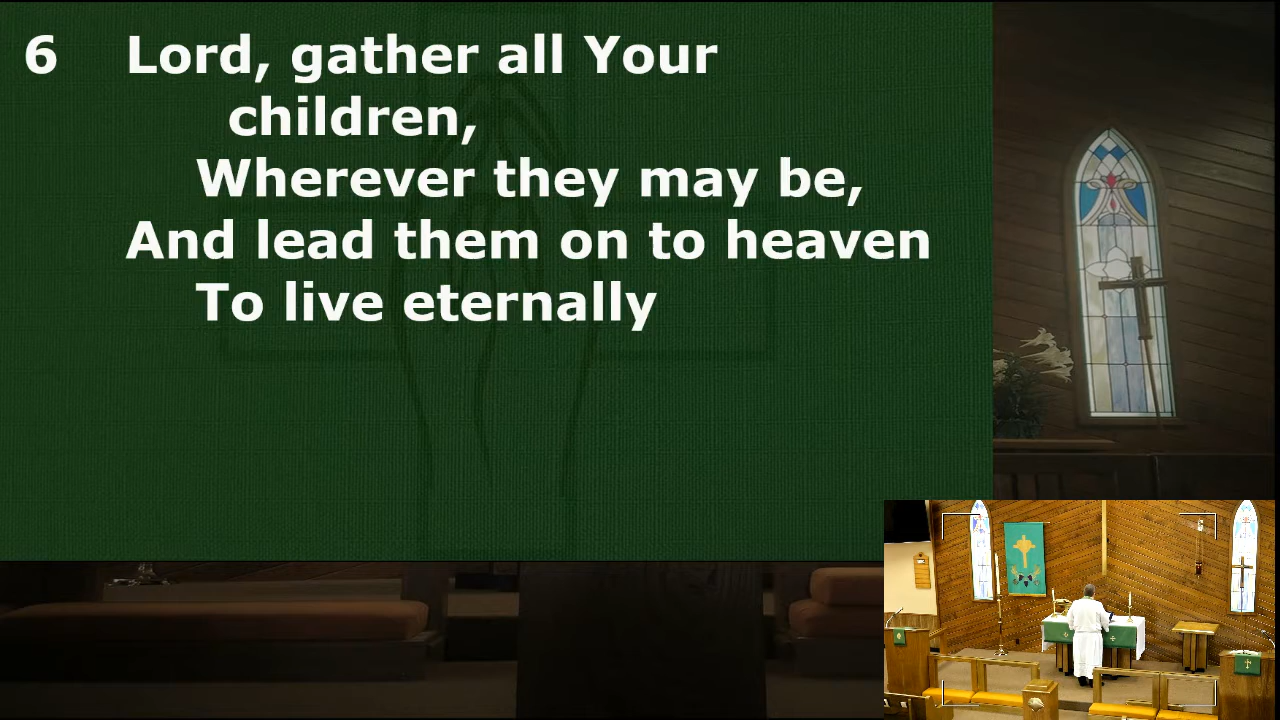 6 Lord, gather all Your
children,
Wherever they may be,
And lead them on to heaven
To live eternally